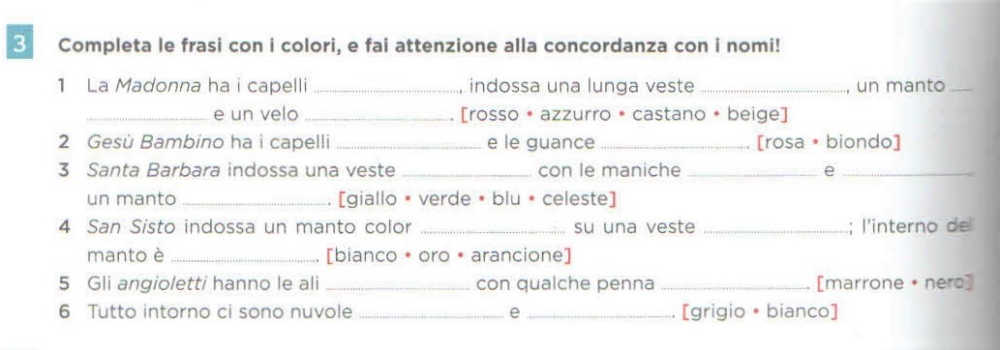 3 Completa le frasi con i colori, e fai attenzione alla concordanza con i nomi!
1 La Madonna ha i capelli ............................, indossa una lunga veste ............................, un manto ___
............................ e un velo ............................. [rosso • azzurro • castano • beige]
2 Gesù Bambino ha i capelli ............................ e le guance ............................. [rosa • biondo]
3 Santa Barbara indossa una veste ............................ con le maniche ............................ e ............................
un manto ............................. [giallo • verde • blu • celeste]
4 San Sisto indossa un manto color ............................ su una veste ............................; l'interno del
manto è ............................. [bianco • oro • arancione]
5 Gli angioletti hanno le ali ............................ con qualche penna ............................. [marrone • nero]
6 Tutto intorno ci sono nuvole ............................ e ............................. [grigio • bianco]